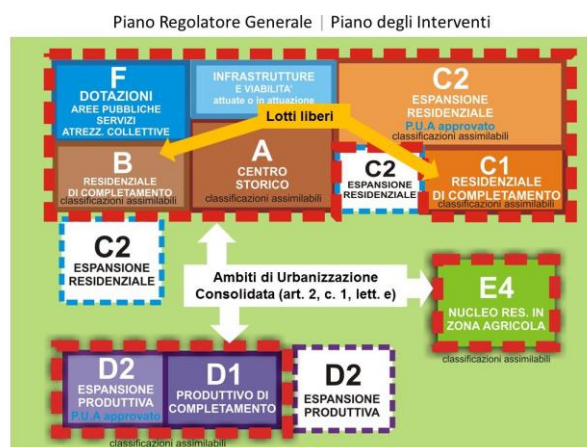 Piano Regolatore Generale | Piano degli Interventi
F
DOTAZIONI
AREE PUBBLICHE
SERVIZI
ATREZZ. COLLETTIVE
INFRASTRUTTURE
E VIABILITA'
attuate o in attuazione
C2
ESPANSIONE
RESIDENZIALE
P.U.A approvato
classificazioni assimilabili
Lotti liberi
B
RESIDENZIALE
DI COMPLETAMENTO
classificazioni assimilabili
A
CENTRO
STORICO
classificazioni assimilabili
C2
ESPANSIONE
RESIDENZIALE
C1
RESIDENZIALE
DI COMPLETAMENTO
classificazioni assimilabili
C2
ESPANSIONE
RESIDENZIALE
Ambiti di Urbanizzazione
Consolidata (art. 2, c. 1, lett. e)
E4
NUCLEO RES. IN
ZONA AGRICOLA
classificazioni assimilabili
D2
ESPANSIONE
PRODUTTIVA
P.U.A approvato
D1
PRODUTTIVO DI
COMPLETAMENTO
classificazioni assimilabili
D2
ESPANSIONE
PRODUTTIVA